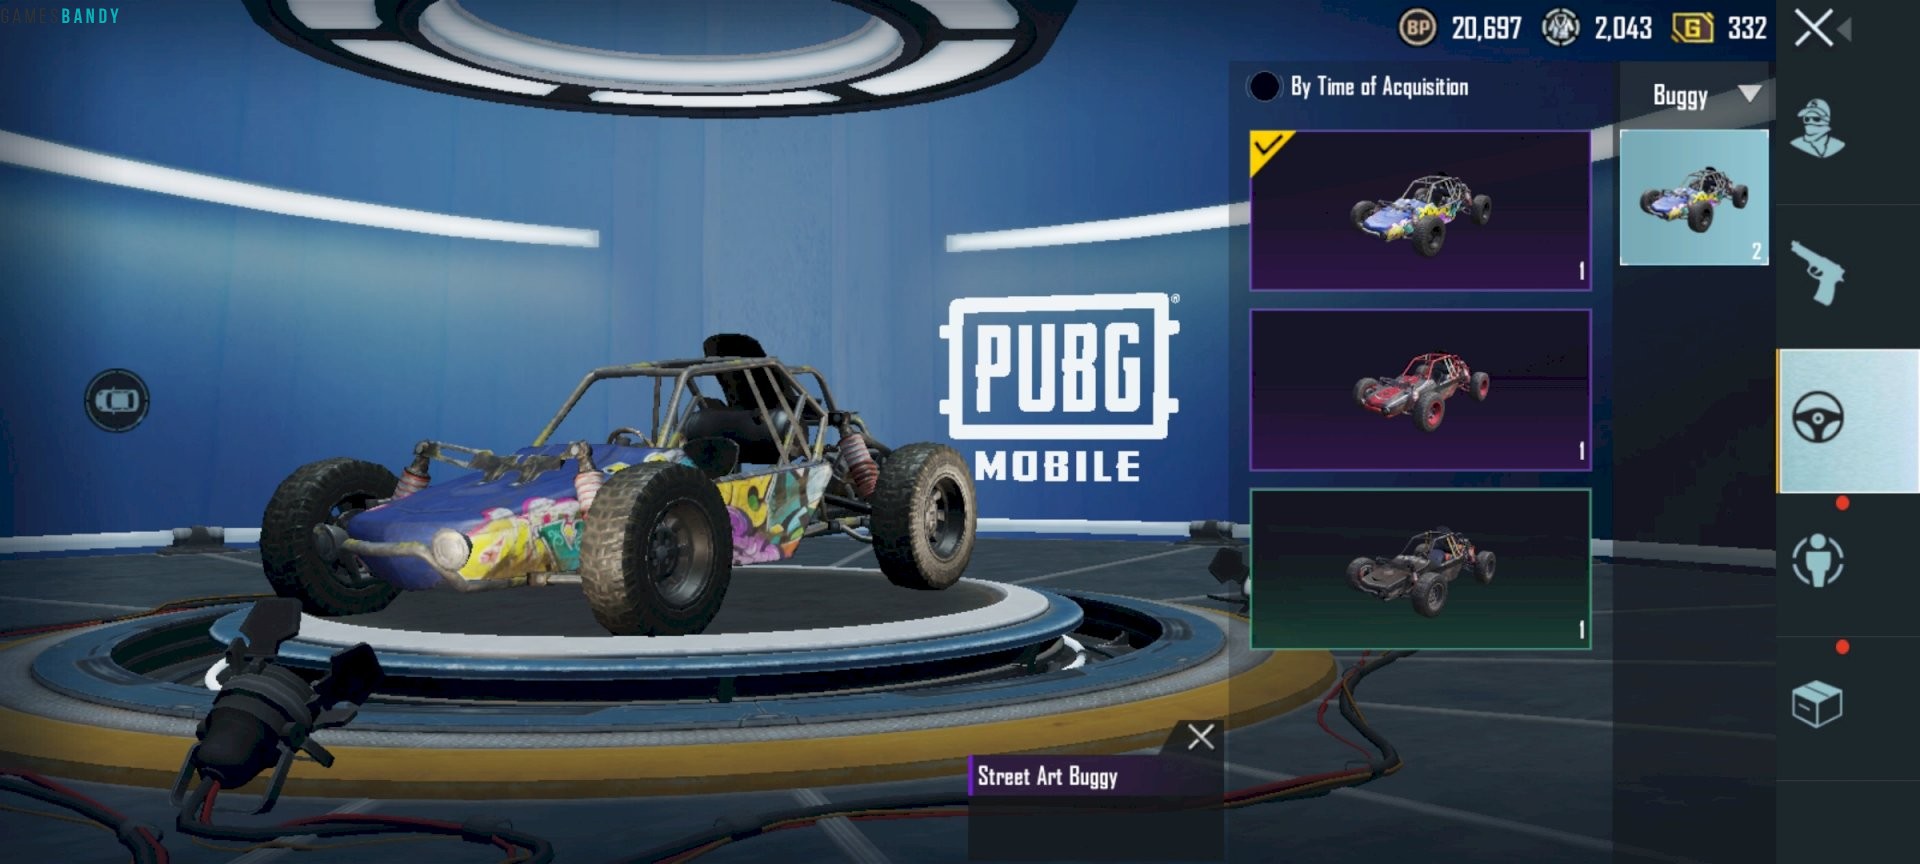 GAMESBANDY
BP 20,697 2,043 G 332
By Time of Acquisition
Buggy
1
2
1
1
PUBG®
MOBILE
Street Art Buggy